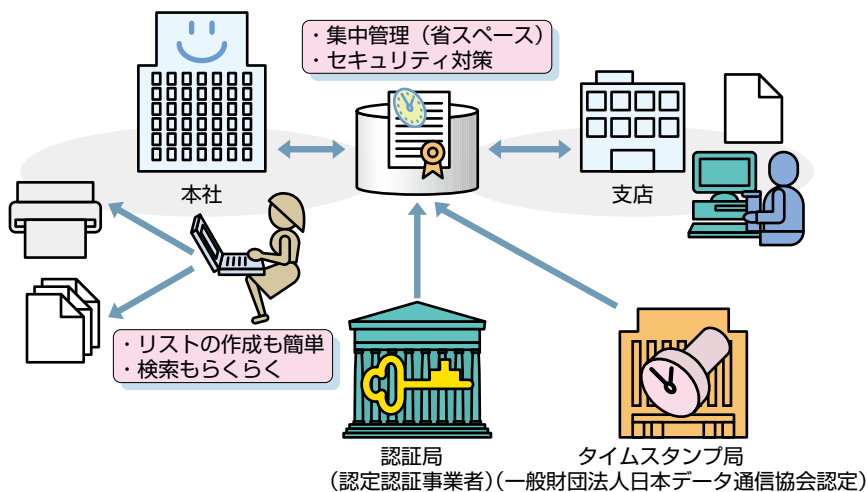 ・集中管理（省スペース）
・セキュリティ対策
本社
支店
・リストの作成も簡単
・検索もらくらく
認証局
（認定認証事業者）
タイムスタンプ局
（一般財団法人日本データ通信協会認定）